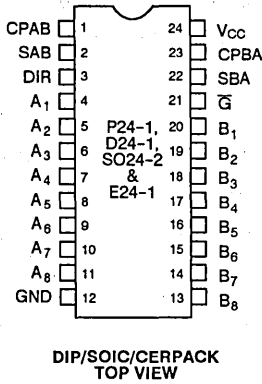 CPAB 1 24 VCC
SAB 2 23 CPBA
DIR 3 22 SBA
A1 4 21 G̅
A2 5 20 B1
A3 6 19 B2
A4 7 18 B3
A5 8 17 B4
A6 9 16 B5
A7 10 15 B6
A8 11 14 B7
GND 12 13 B8
P24-1,
D24-1,
SO24-2
&
E24-1
DIP/SOIC/CERPACK
TOP VIEW